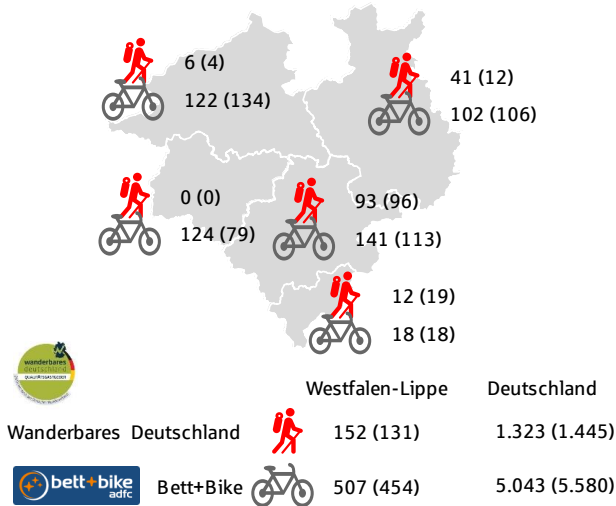 6 (4)
122 (134)
41 (12)
102 (106)
0 (0)
124 (79)
93 (96)
141 (113)
12 (19)
18 (18)
wanderbares
deutschland
QUALITÄTSGASTGEBER
Westfalen-Lippe Deutschland
Wanderbares Deutschland 152 (131) 1.323 (1.445)
bett+bike
adfc
Bett+Bike 507 (454) 5.043 (5.580)